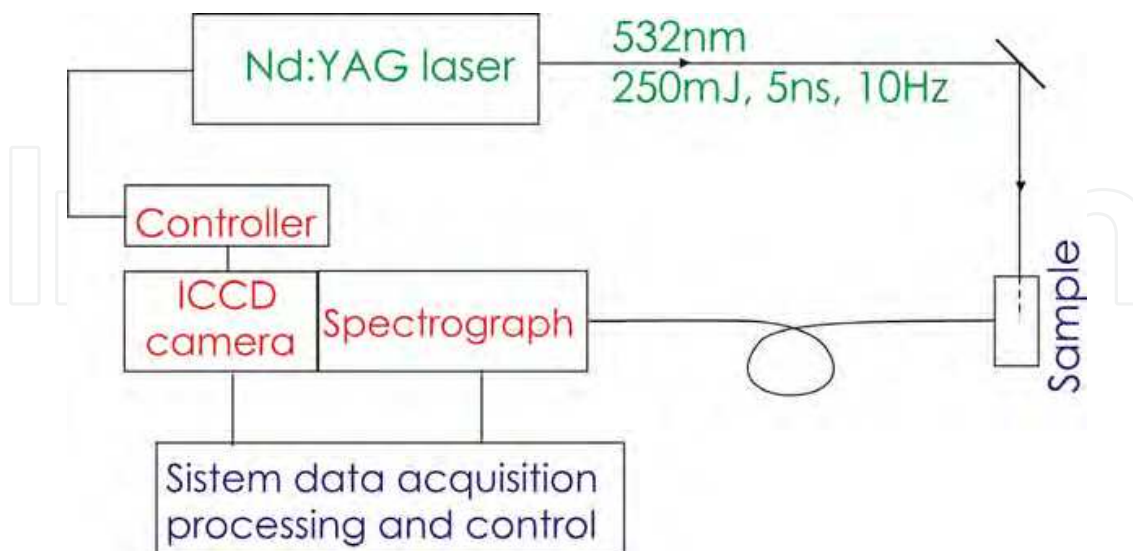 Nd:YAG laser
532nm
250mJ, 5ns, 10Hz
Controller
ICCD
camera
Spectrograph
Sample
Sistem data acquisition
processing and control